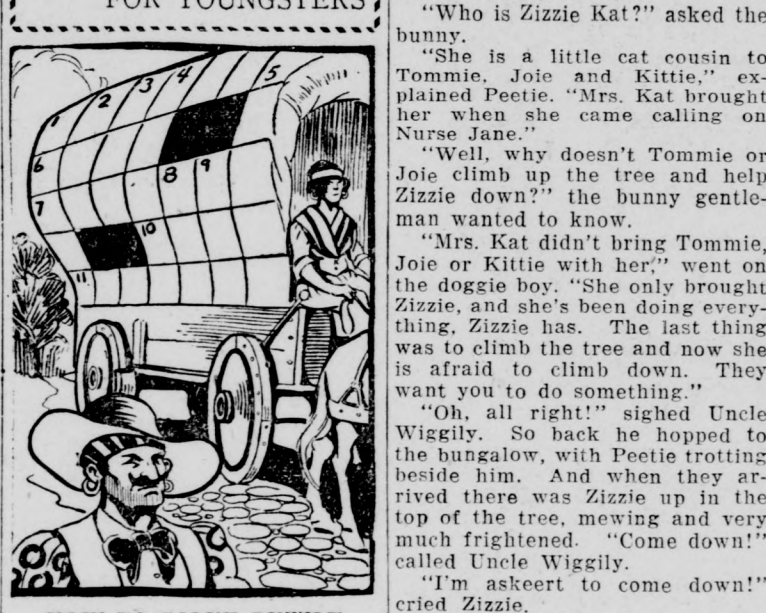 FOR YOUNGSTERS
1
2
3
4
5
6
7
8
9
10
11
"Who is Zizzie Kat?" asked the
bunny.
"She is a little cat cousin to
Tommie, Joie and Kittie," ex-
plained Peetie. "Mrs. Kat brought
her when she came calling on
Nurse Jane."
"Well, why doesn't Tommie or
Joie climb up the tree and help
Zizzie down?" the bunny gentle-
man wanted to know.
"Mrs. Kat didn't bring Tommie,
Joie or Kittie with her," went on
the doggie boy. "She only brought
Zizzie, and she's been doing every-
thing, Zizzie has. The last thing
was to climb the tree and now she
is afraid to climb down. They
want you to do something."
"Oh, all right!" sighed Uncle
Wiggily. So back he hopped to
the bungalow, with Peetie trotting
beside him. And when they ar-
rived there was Zizzie up in the
top of the tree, mewing and very
much frightened. "Come down!"
called Uncle Wiggily.
"I'm askeert to come down!"
cried Zizzie.